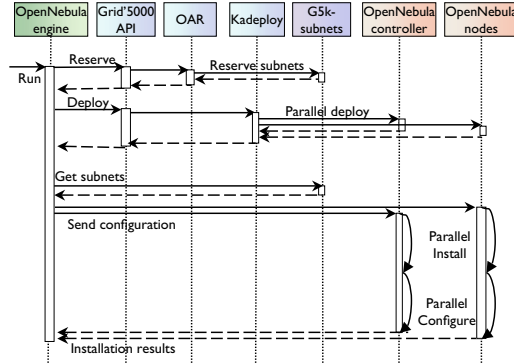 OpenNebula engine
Grid'5000 API
OAR
Kadeploy
G5k-subnets
OpenNebula controller
OpenNebula nodes
Run
Reserve
Reserve subnets
Deploy
Parallel deploy
Get subnets
Send configuration
Parallel Install
Parallel Configure
Installation results